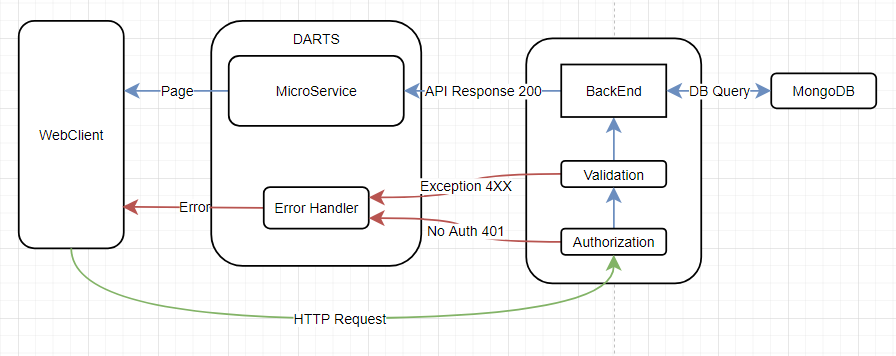 DARTS
MicroService
Page
API Response 200
BackEnd
DB Query
MongoDB
WebClient
Validation
Exception 4XX
Error
Error Handler
No Auth 401
Authorization
HTTP Request